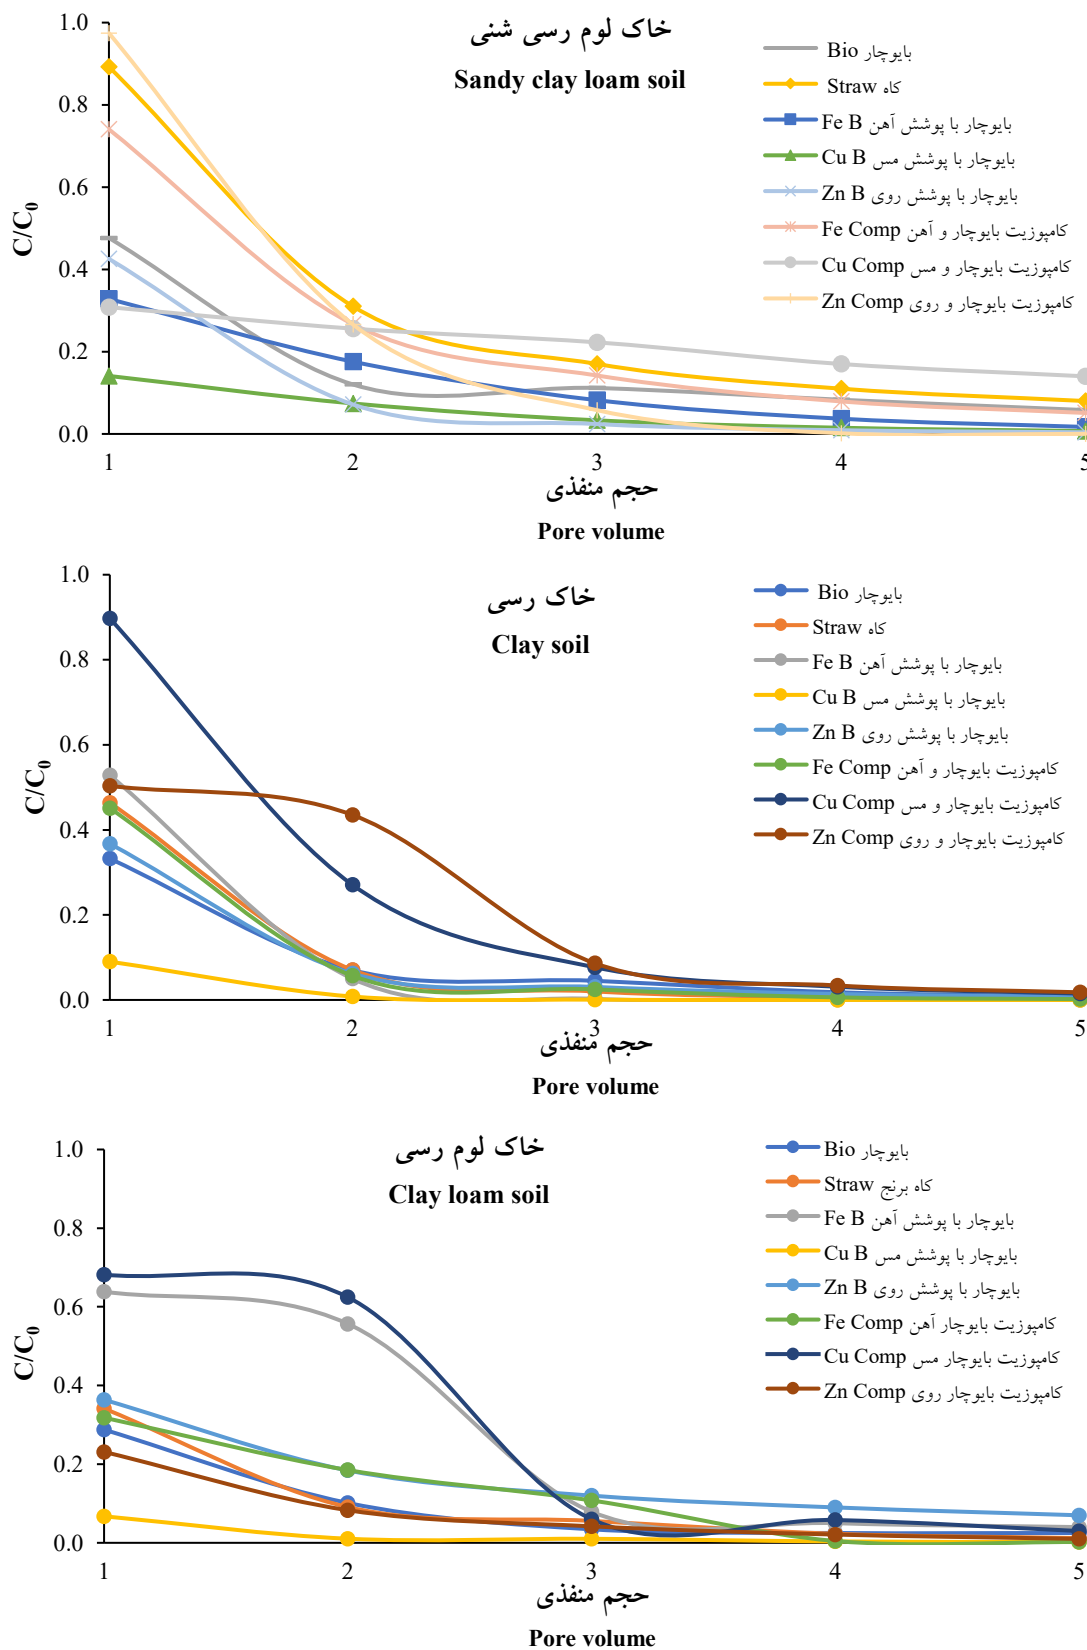 خاک لوم رسی شنی
Sandy clay loam soil
C/C0
1.0
0.8
0.6
0.4
0.2
0.0
1 2 3 4 5
حجم منفذی
Pore volume
بایوچار Bio
کاه Straw
بایوچار با پوشش آهن Fe B
بایوچار با پوشش مس Cu B
بایوچار با پوشش روی Zn B
کامپوزیت بایوچار و آهن Fe Comp
کامپوزیت بایوچار و مس Cu Comp
کامپوزیت بایوچار و روی Zn Comp
خاک رسی
Clay soil
C/C0
1.0
0.8
0.6
0.4
0.2
0.0
1 2 3 4 5
حجم منفذی
Pore volume
بایوچار Bio
کاه Straw
بایوچار با پوشش آهن Fe B
بایوچار با پوشش مس Cu B
بایوچار با پوشش روی Zn B
کامپوزیت بایوچار و آهن Fe Comp
کامپوزیت بایوچار و مس Cu Comp
کامپوزیت بایوچار و روی Zn Comp
خاک لوم رسی
Clay loam soil
C/C0
1.0
0.8
0.6
0.4
0.2
0.0
1 2 3 4 5
حجم منفذی
Pore volume
بایوچار Bio
کاه برنج Straw
بایوچار با پوشش آهن Fe B
بایوچار با پوشش مس Cu B
بایوچار با پوشش روی Zn B
کامپوزیت بایوچار آهن Fe Comp
کامپوزیت بایوچار مس Cu Comp
کامپوزیت بایوچار روی Zn Comp